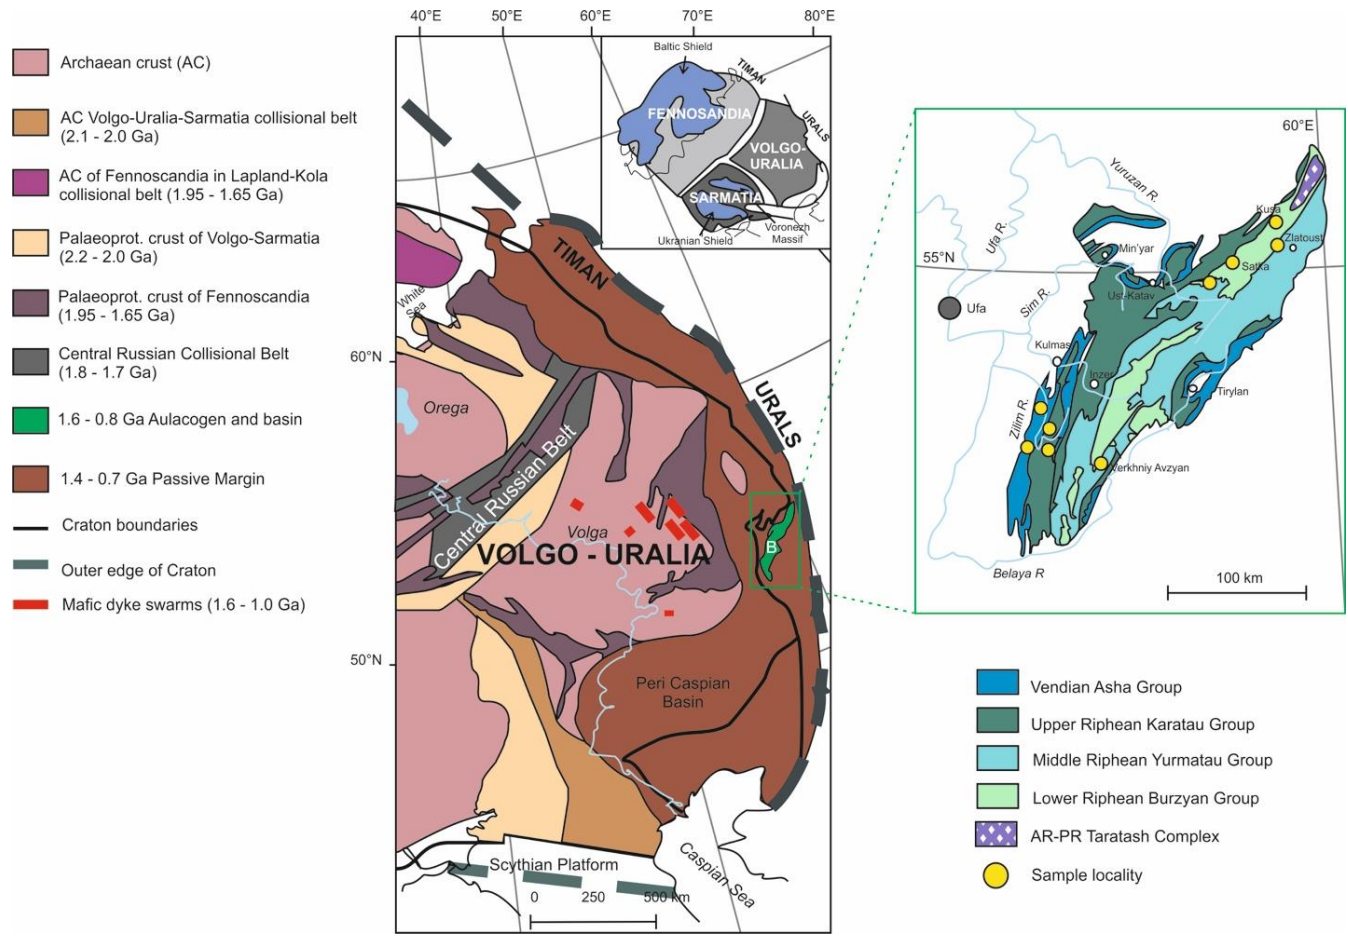 40°E
50°E
60°E
70°E
80°E
Archaean crust (AC)
AC Volgo-Uralia-Sarmatia collisional belt
(2.1 - 2.0 Ga)
AC of Fennoscandia in Lapland-Kola
collisional belt (1.95 - 1.65 Ga)
Palaeoprot. crust of Volgo-Sarmatia
(2.2 - 2.0 Ga)
Palaeoprot. crust of Fennoscandia
(1.95 - 1.65 Ga)
Central Russian Collisional Belt
(1.8 - 1.7 Ga)
1.6 - 0.8 Ga Aulacogen and basin
1.4 - 0.7 Ga Passive Margin
Craton boundaries
Outer edge of Craton
Mafic dyke swarms (1.6 - 1.0 Ga)
60°N
50°N
Baltic Shield
TIMAN
FENNOSANDIA
URALS
VOLGO-
URALIA
SARMATIA
Ukranian Shield
Voronezh
Massif
TIMAN
White
Sea
URALS
Orega
Central Russian Belt
Volga
VOLGO - URALIA
B
Peri Caspian
Basin
Scythian Platform
Caspian Sea
0
250
500 km
60°E
Yuruzan R.
Ufa R.
Kusa
Zlatoust
Min'yar
55°N
Satka
Ust-Katav
Sim R.
Ufa
Kulmas
Inzer
Tirylan
Zilim R.
Verkhniy Avzyan
Belaya R
100 km
Vendian Asha Group
Upper Riphean Karatau Group
Middle Riphean Yurmatau Group
Lower Riphean Burzyan Group
AR-PR Taratash Complex
Sample locality